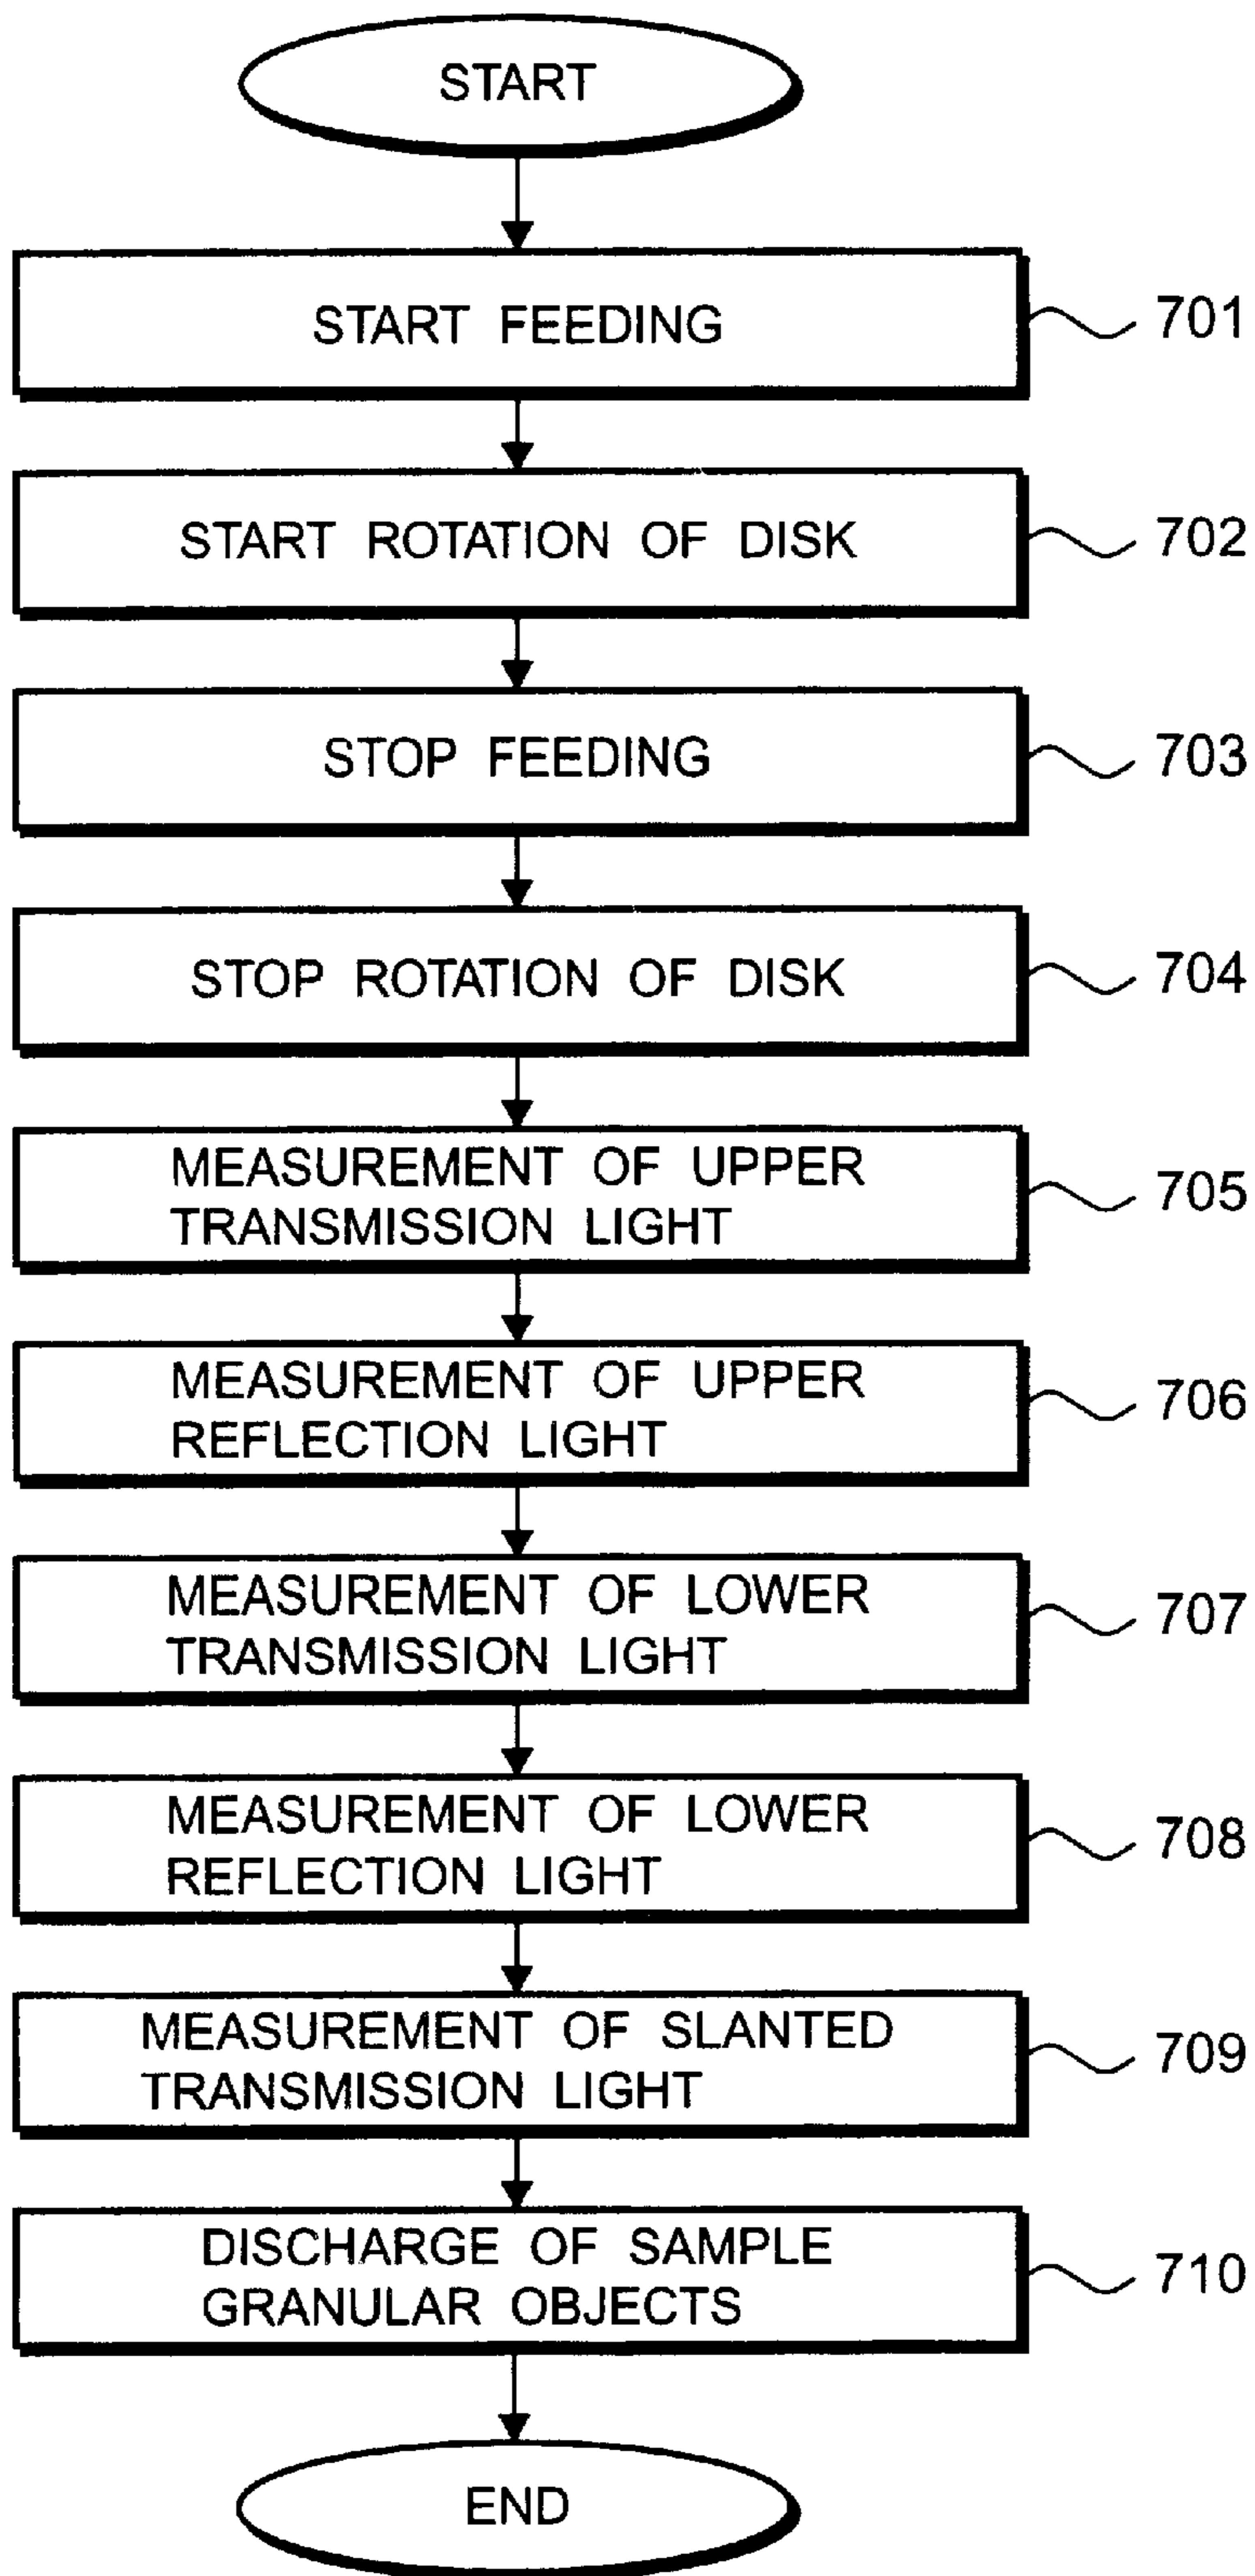 START
START FEEDING
701
START ROTATION OF DISK
702
STOP FEEDING
703
STOP ROTATION OF DISK
704
MEASUREMENT OF UPPER
TRANSMISSION LIGHT
705
MEASUREMENT OF UPPER
REFLECTION LIGHT
706
MEASUREMENT OF LOWER
TRANSMISSION LIGHT
707
MEASUREMENT OF LOWER
REFLECTION LIGHT
708
MEASUREMENT OF SLANTED
TRANSMISSION LIGHT
709
DISCHARGE OF SAMPLE
GRANULAR OBJECTS
710
END